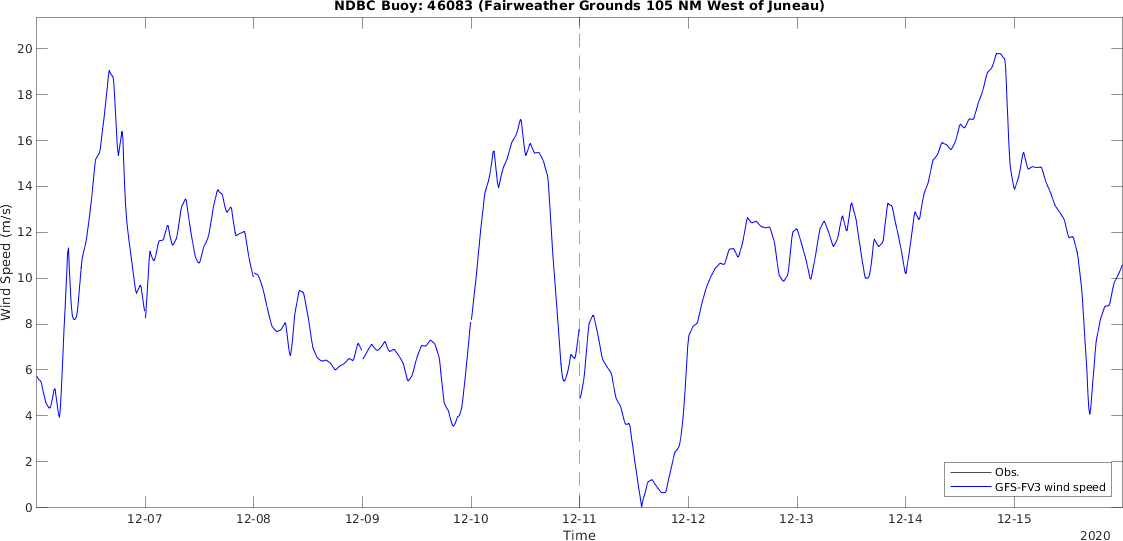 NDBC Buoy: 46083 (Fairweather Grounds 105 NM West of Juneau)
20
18
16
14
12
10
8
6
4
2
0
Wind Speed (m/s)
Obs.
GFS-FV3 wind speed
12-07 12-08 12-09 12-10 12-11 12-12 12-13 12-14 12-15
Time
2020